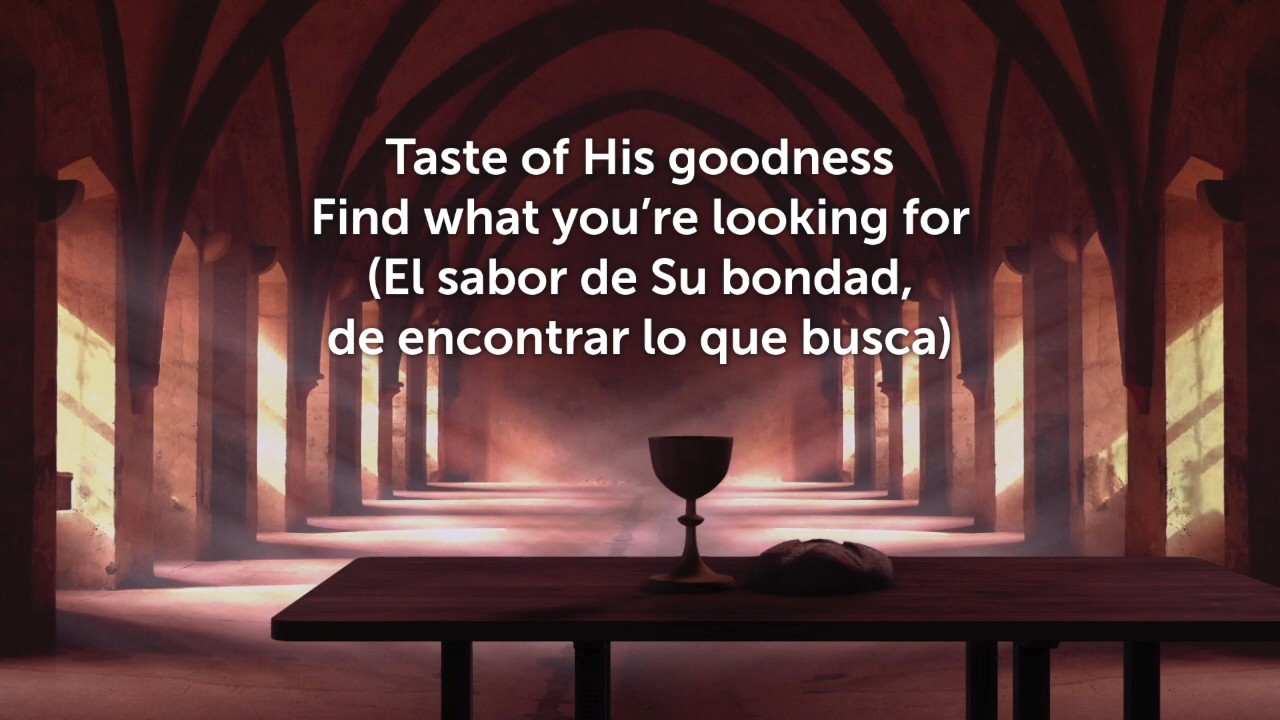 Taste of His goodness
Find what you’re looking for
(El sabor de Su bondad,
de encontrar lo que busca)